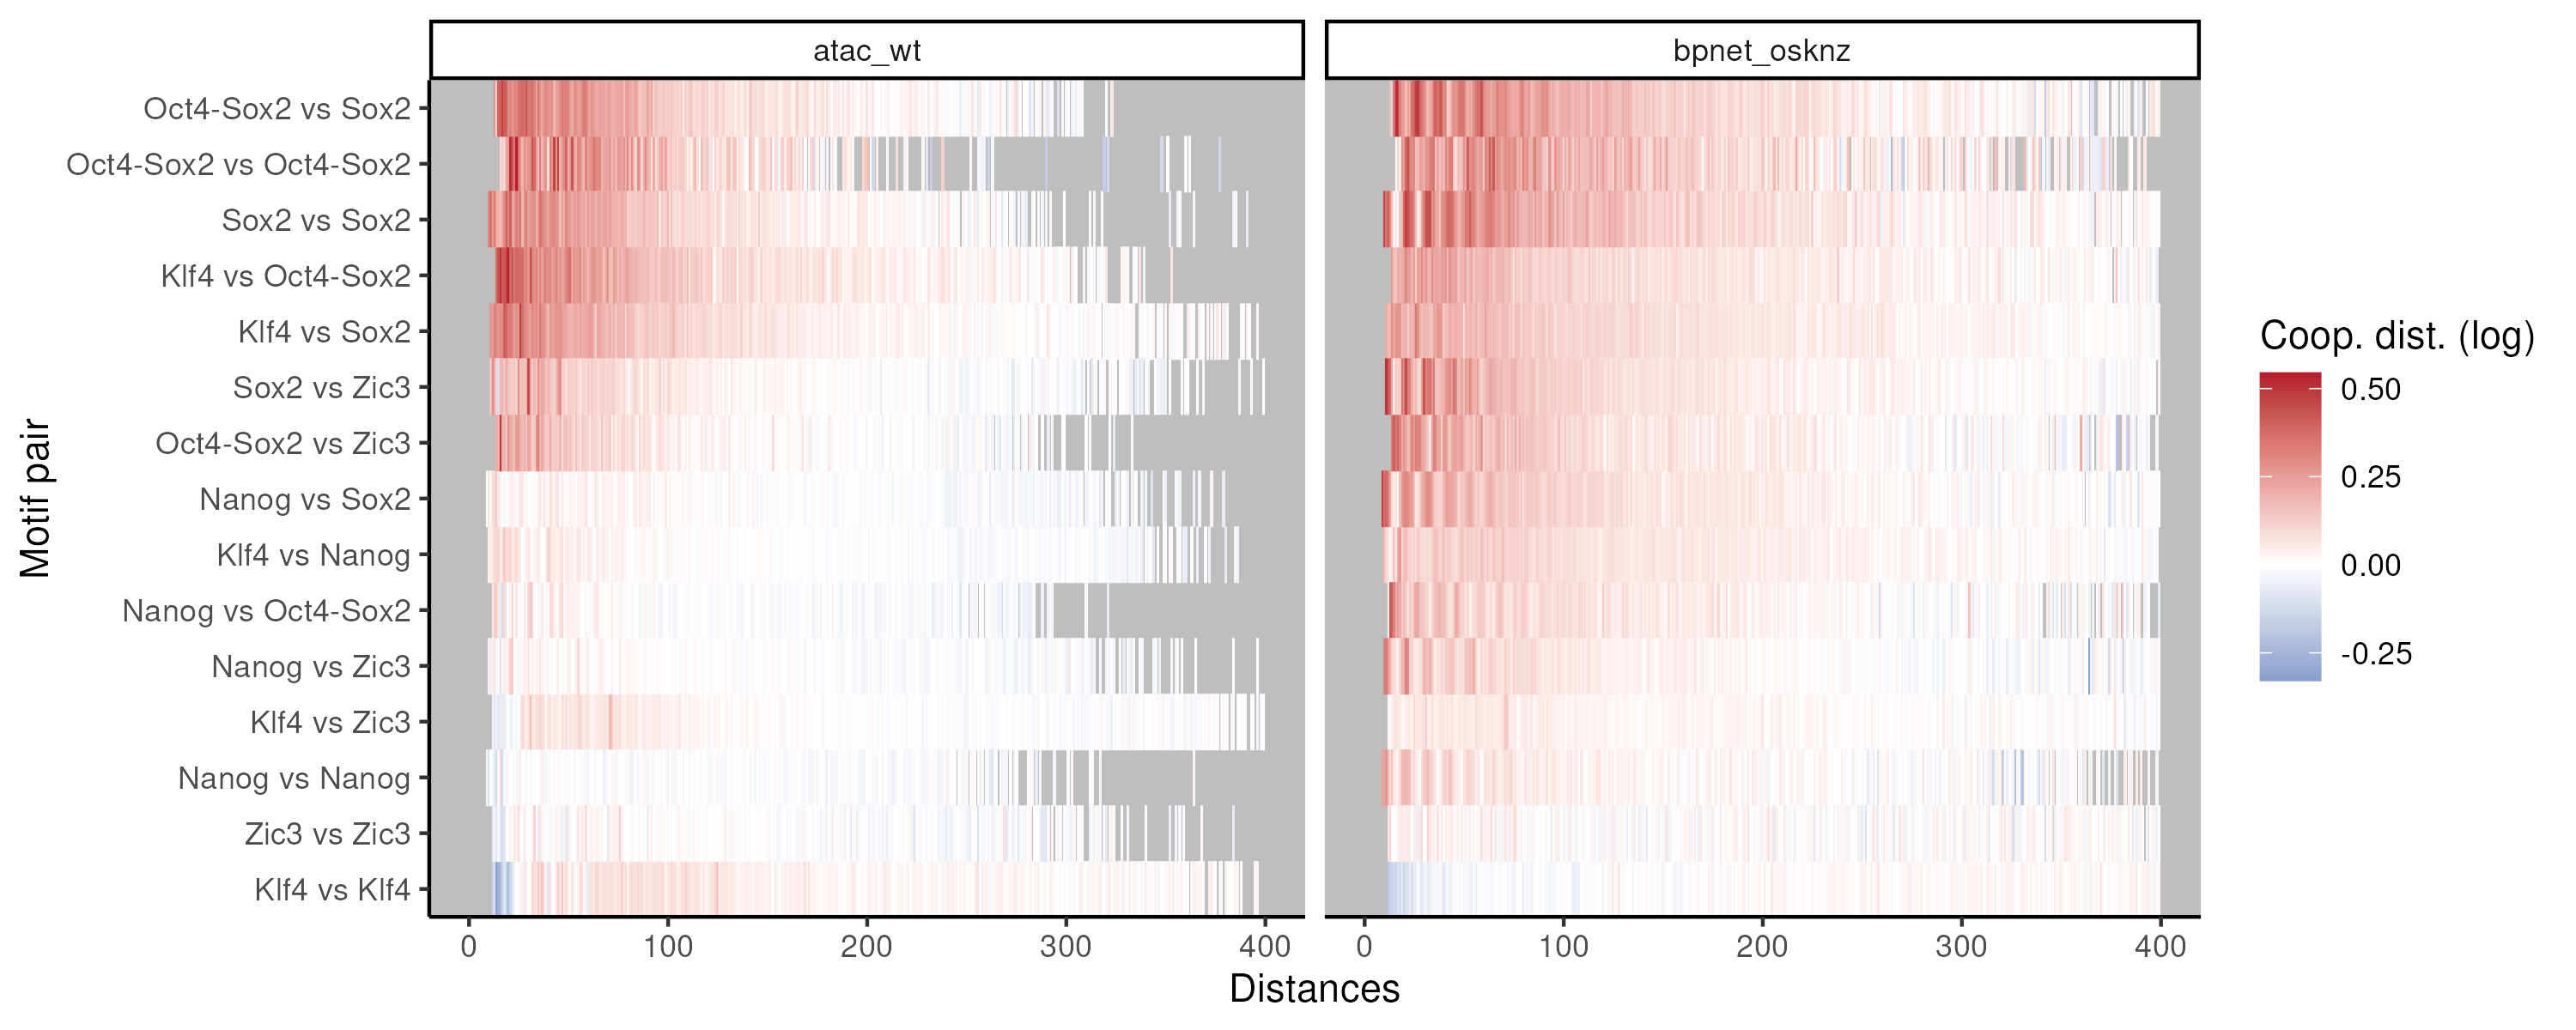 atac_wt
bpnet_osknz
Motif pair
Oct4-Sox2 vs Sox2
Oct4-Sox2 vs Oct4-Sox2
Sox2 vs Sox2
Klf4 vs Oct4-Sox2
Klf4 vs Sox2
Sox2 vs Zic3
Oct4-Sox2 vs Zic3
Nanog vs Sox2
Klf4 vs Nanog
Nanog vs Oct4-Sox2
Nanog vs Zic3
Klf4 vs Zic3
Nanog vs Nanog
Zic3 vs Zic3
Klf4 vs Klf4
0 100 200 300 400
0 100 200 300 400
Distances
Coop. dist. (log)
0.50
0.25
0.00
-0.25